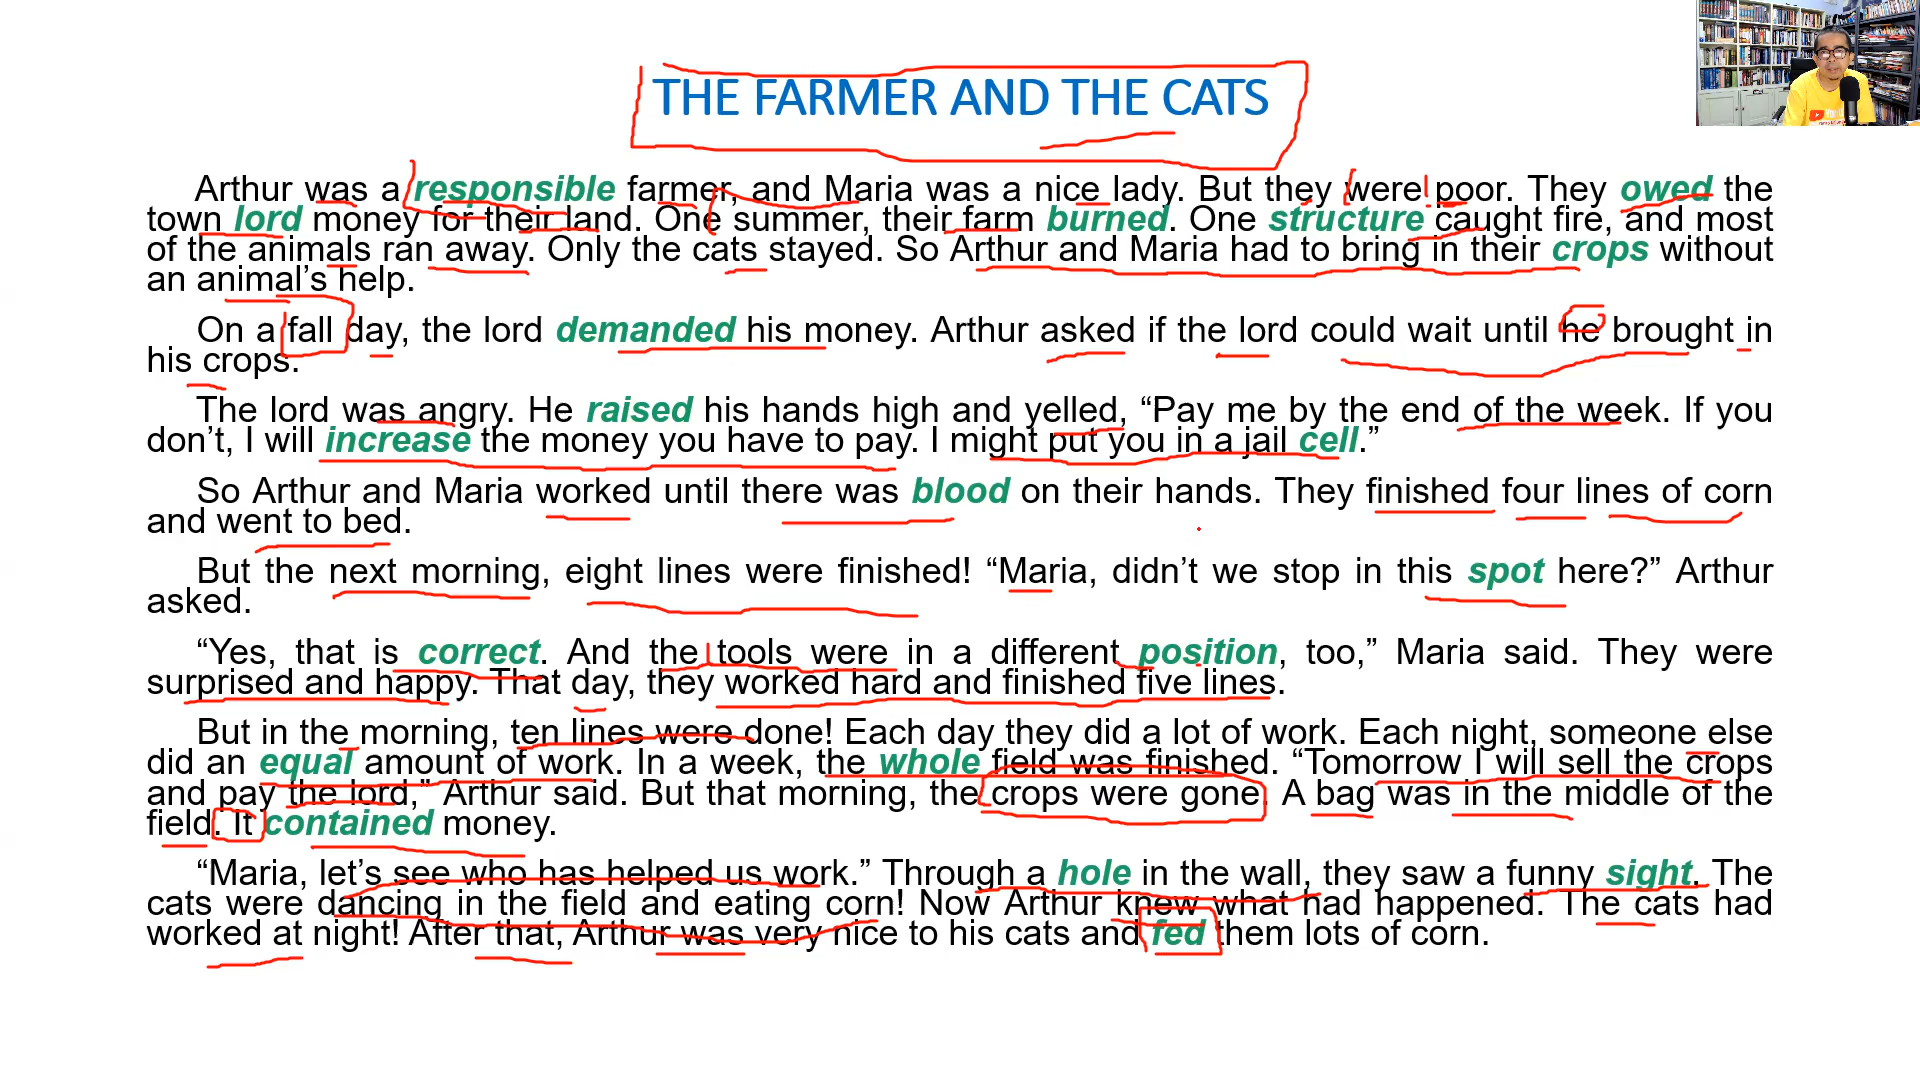 THE FARMER AND THE CATS
Arthur was a responsible farmer, and Maria was a nice lady. But they were poor. They owed the
town lord money for their land. One summer, their farm burned. One structure caught fire, and most
of the animals ran away. Only the cats stayed. So Arthur and Maria had to bring in their crops without
an animal’s help.
On a fall day, the lord demanded his money. Arthur asked if the lord could wait until he brought in
his crops.
The lord was angry. He raised his hands high and yelled, “Pay me by the end of the week. If you
don’t, I will increase the money you have to pay. I might put you in a jail cell.”
So Arthur and Maria worked until there was blood on their hands. They finished four lines of corn
and went to bed.
But the next morning, eight lines were finished! “Maria, didn’t we stop in this spot here?” Arthur
asked.
“Yes, that is correct. And the tools were in a different position, too,” Maria said. They were
surprised and happy. That day, they worked hard and finished five lines.
But in the morning, ten lines were done! Each day they did a lot of work. Each night, someone else
did an equal amount of work. In a week, the whole field was finished. “Tomorrow I will sell the crops
and pay the lord,” Arthur said. But that morning, the crops were gone. A bag was in the middle of the
field. It contained money.
“Maria, let’s see who has helped us work.” Through a hole in the wall, they saw a funny sight. The
cats were dancing in the field and eating corn! Now Arthur knew what had happened. The cats had
worked at night! After that, Arthur was very nice to his cats and fed them lots of corn.